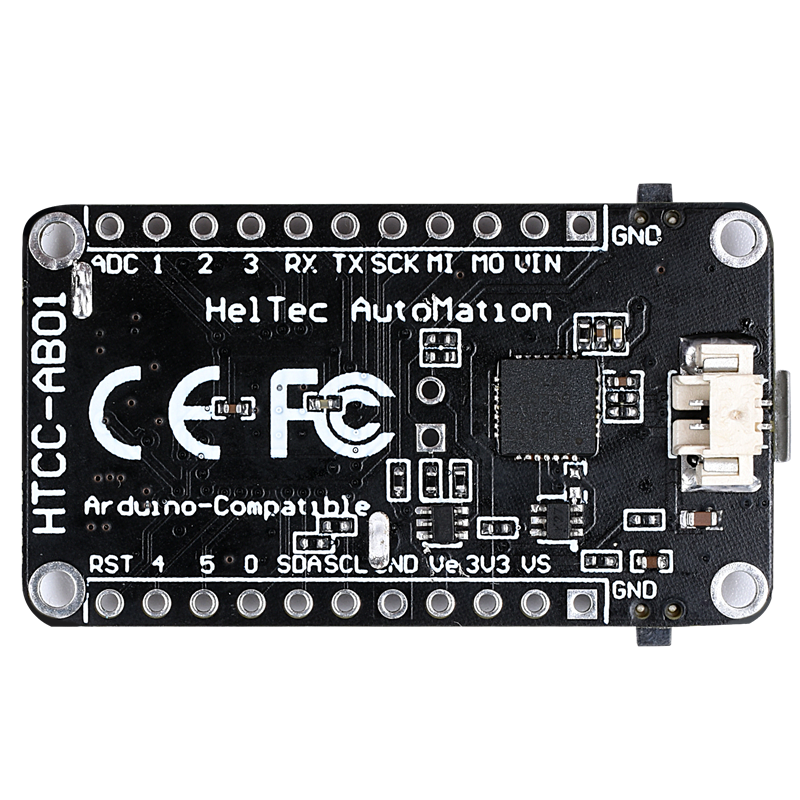 GND
ADC 1 2 3 RX TX SCK MI MO VIN
HelTec AutoMation
HTCC-AB01
CE FC
Arduino-Compatible
RST 4 5 0 SDA SCL GND Ve 3V3 VS
GND